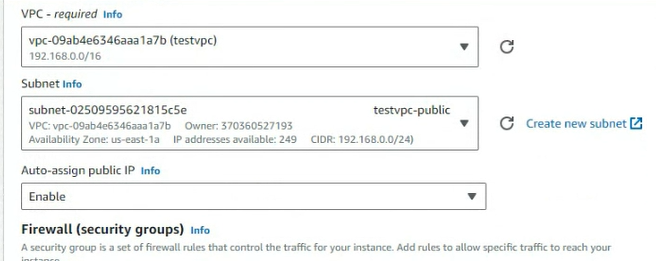 VPC - required Info
vpc-09ab4e6346aaa1a7b (testvpc)
192.168.0.0/16
Subnet Info
subnet-02509595621815c5e testvpc-public
VPC: vpc-09ab4e6346aaa1a7b Owner: 370360527193
Availability Zone: us-east-1a IP addresses available: 249 CIDR: 192.168.0.0/24)
Create new subnet
Auto-assign public IP Info
Enable
Firewall (security groups) Info
A security group is a set of firewall rules that control the traffic for your instance. Add rules to allow specific traffic to reach your
instance.